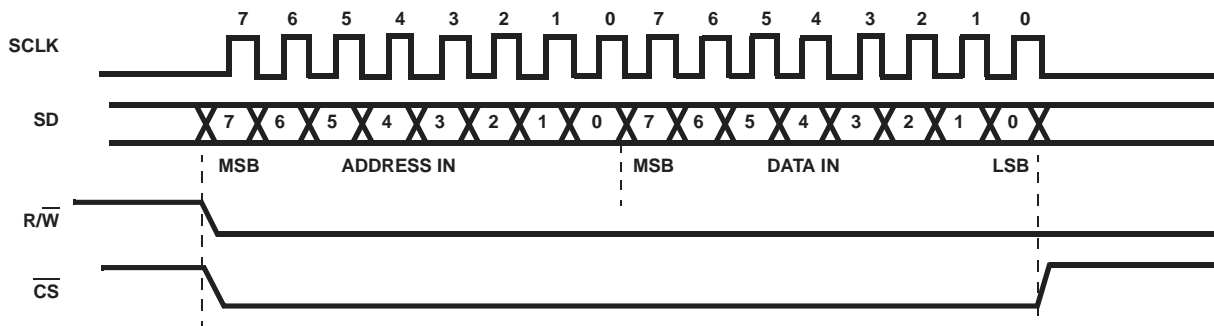 7 6 5 4 3 2 1 0 7 6 5 4 3 2 1 0
SCLK
SD 7 6 5 4 3 2 1 0 7 6 5 4 3 2 1 0
MSB ADDRESS IN MSB DATA IN LSB
R/W̅
C̅S̅